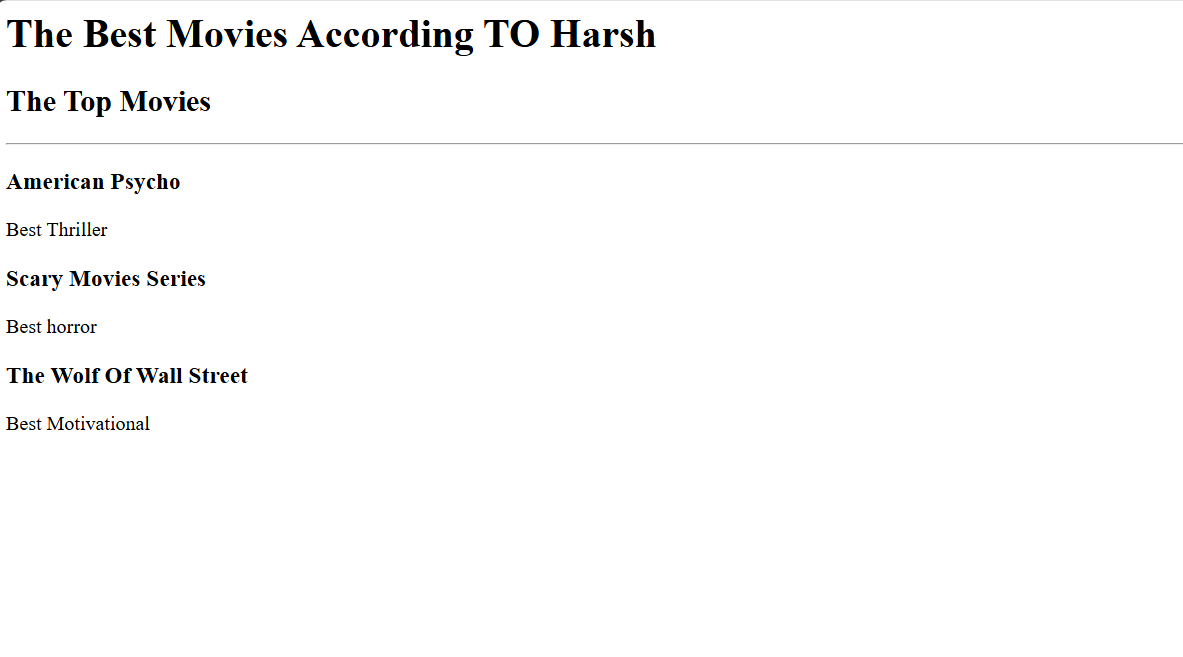 The Best Movies According TO Harsh
The Top Movies
American Psycho
Best Thriller
Scary Movies Series
Best horror
The Wolf Of Wall Street
Best Motivational